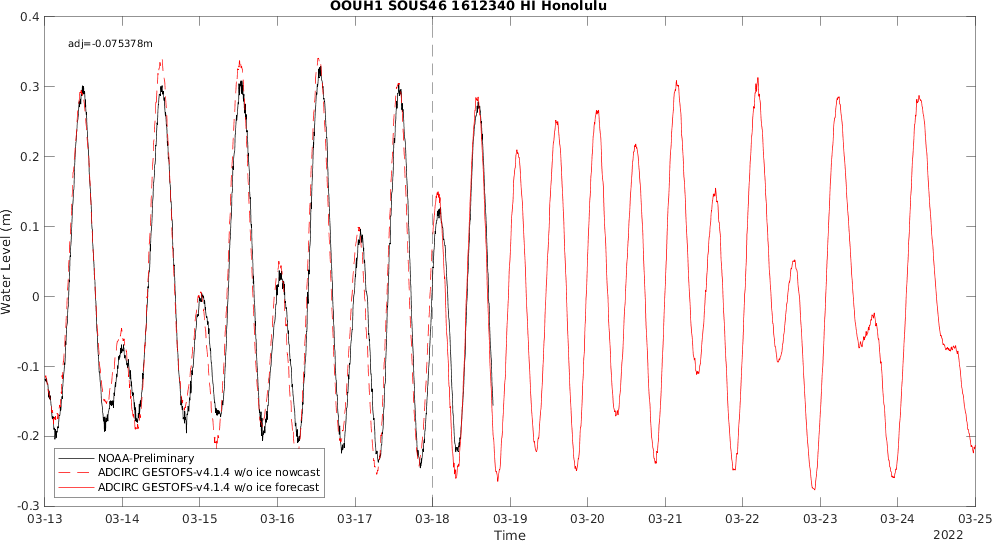 OOUH1 SOUS46 1612340 HI Honolulu
adj=-0.075378m
0.4
0.3
0.2
0.1
0
-0.1
-0.2
-0.3
Water Level (m)
NOAA-Preliminary
ADCIRC GESTOFS-v4.1.4 w/o ice nowcast
ADCIRC GESTOFS-v4.1.4 w/o ice forecast
03-13 03-14 03-15 03-16 03-17 03-18 03-19 03-20 03-21 03-22 03-23 03-24 03-25
Time
2022